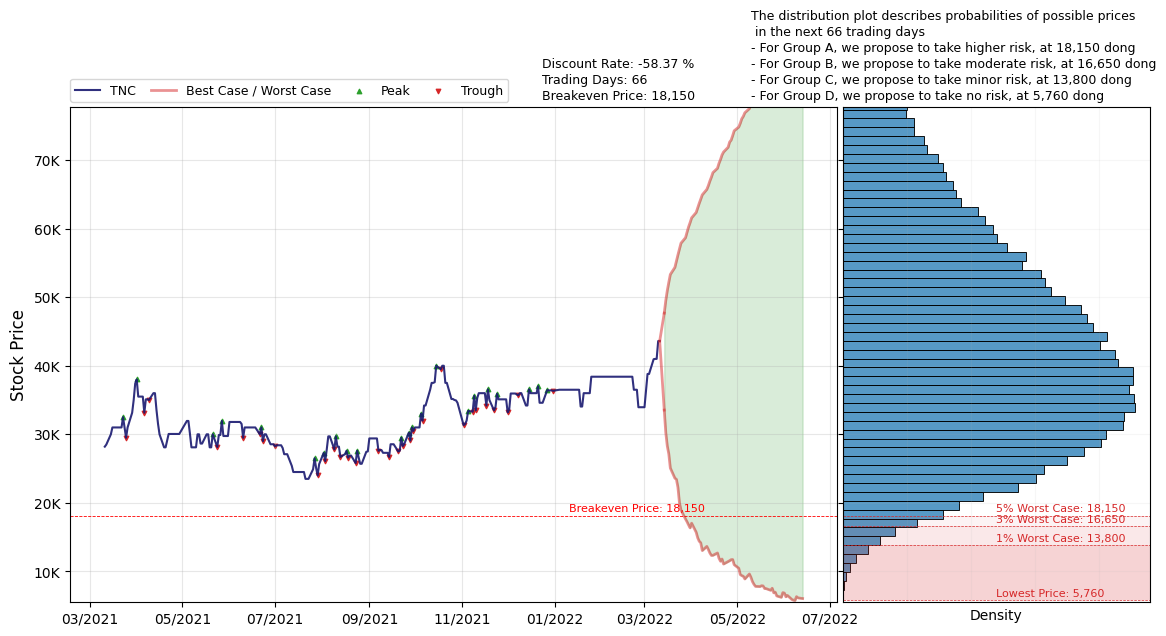 The distribution plot describes probabilities of possible prices
in the next 66 trading days
- For Group A, we propose to take higher risk, at 18,150 dong
- For Group B, we propose to take moderate risk, at 16,650 dong
- For Group C, we propose to take minor risk, at 13,800 dong
- For Group D, we propose to take no risk, at 5,760 dong
Discount Rate: -58.37 %
Trading Days: 66
Breakeven Price: 18,150
TNC
Best Case / Worst Case
Peak
Trough
Stock Price
70K
60K
50K
40K
30K
20K
10K
Breakeven Price: 18,150
5% Worst Case: 18,150
3% Worst Case: 16,650
1% Worst Case: 13,800
Lowest Price: 5,760
03/2021
05/2021
07/2021
09/2021
11/2021
01/2022
03/2022
05/2022
07/2022
Density